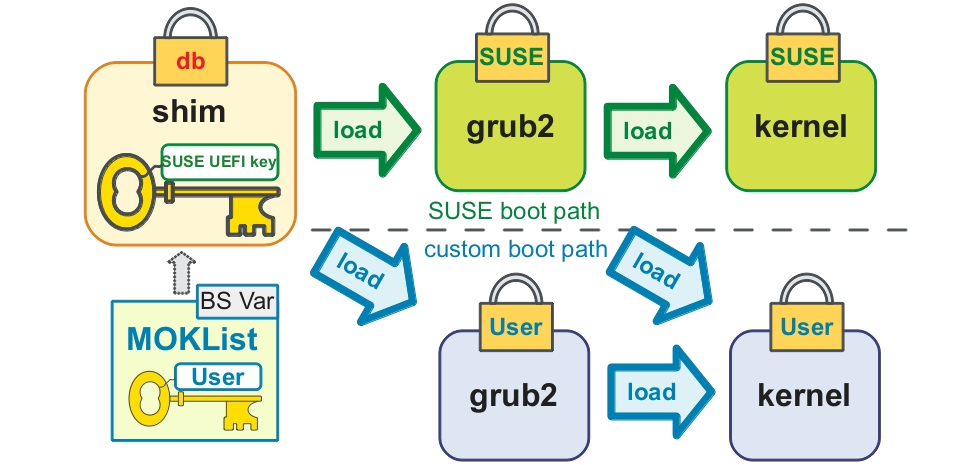 db
shim
SUSE UEFI key
load
SUSE
grub2
load
SUSE
kernel
SUSE boot path
custom boot path
load
load
BS Var
MOKList
User
User
grub2
load
User
kernel